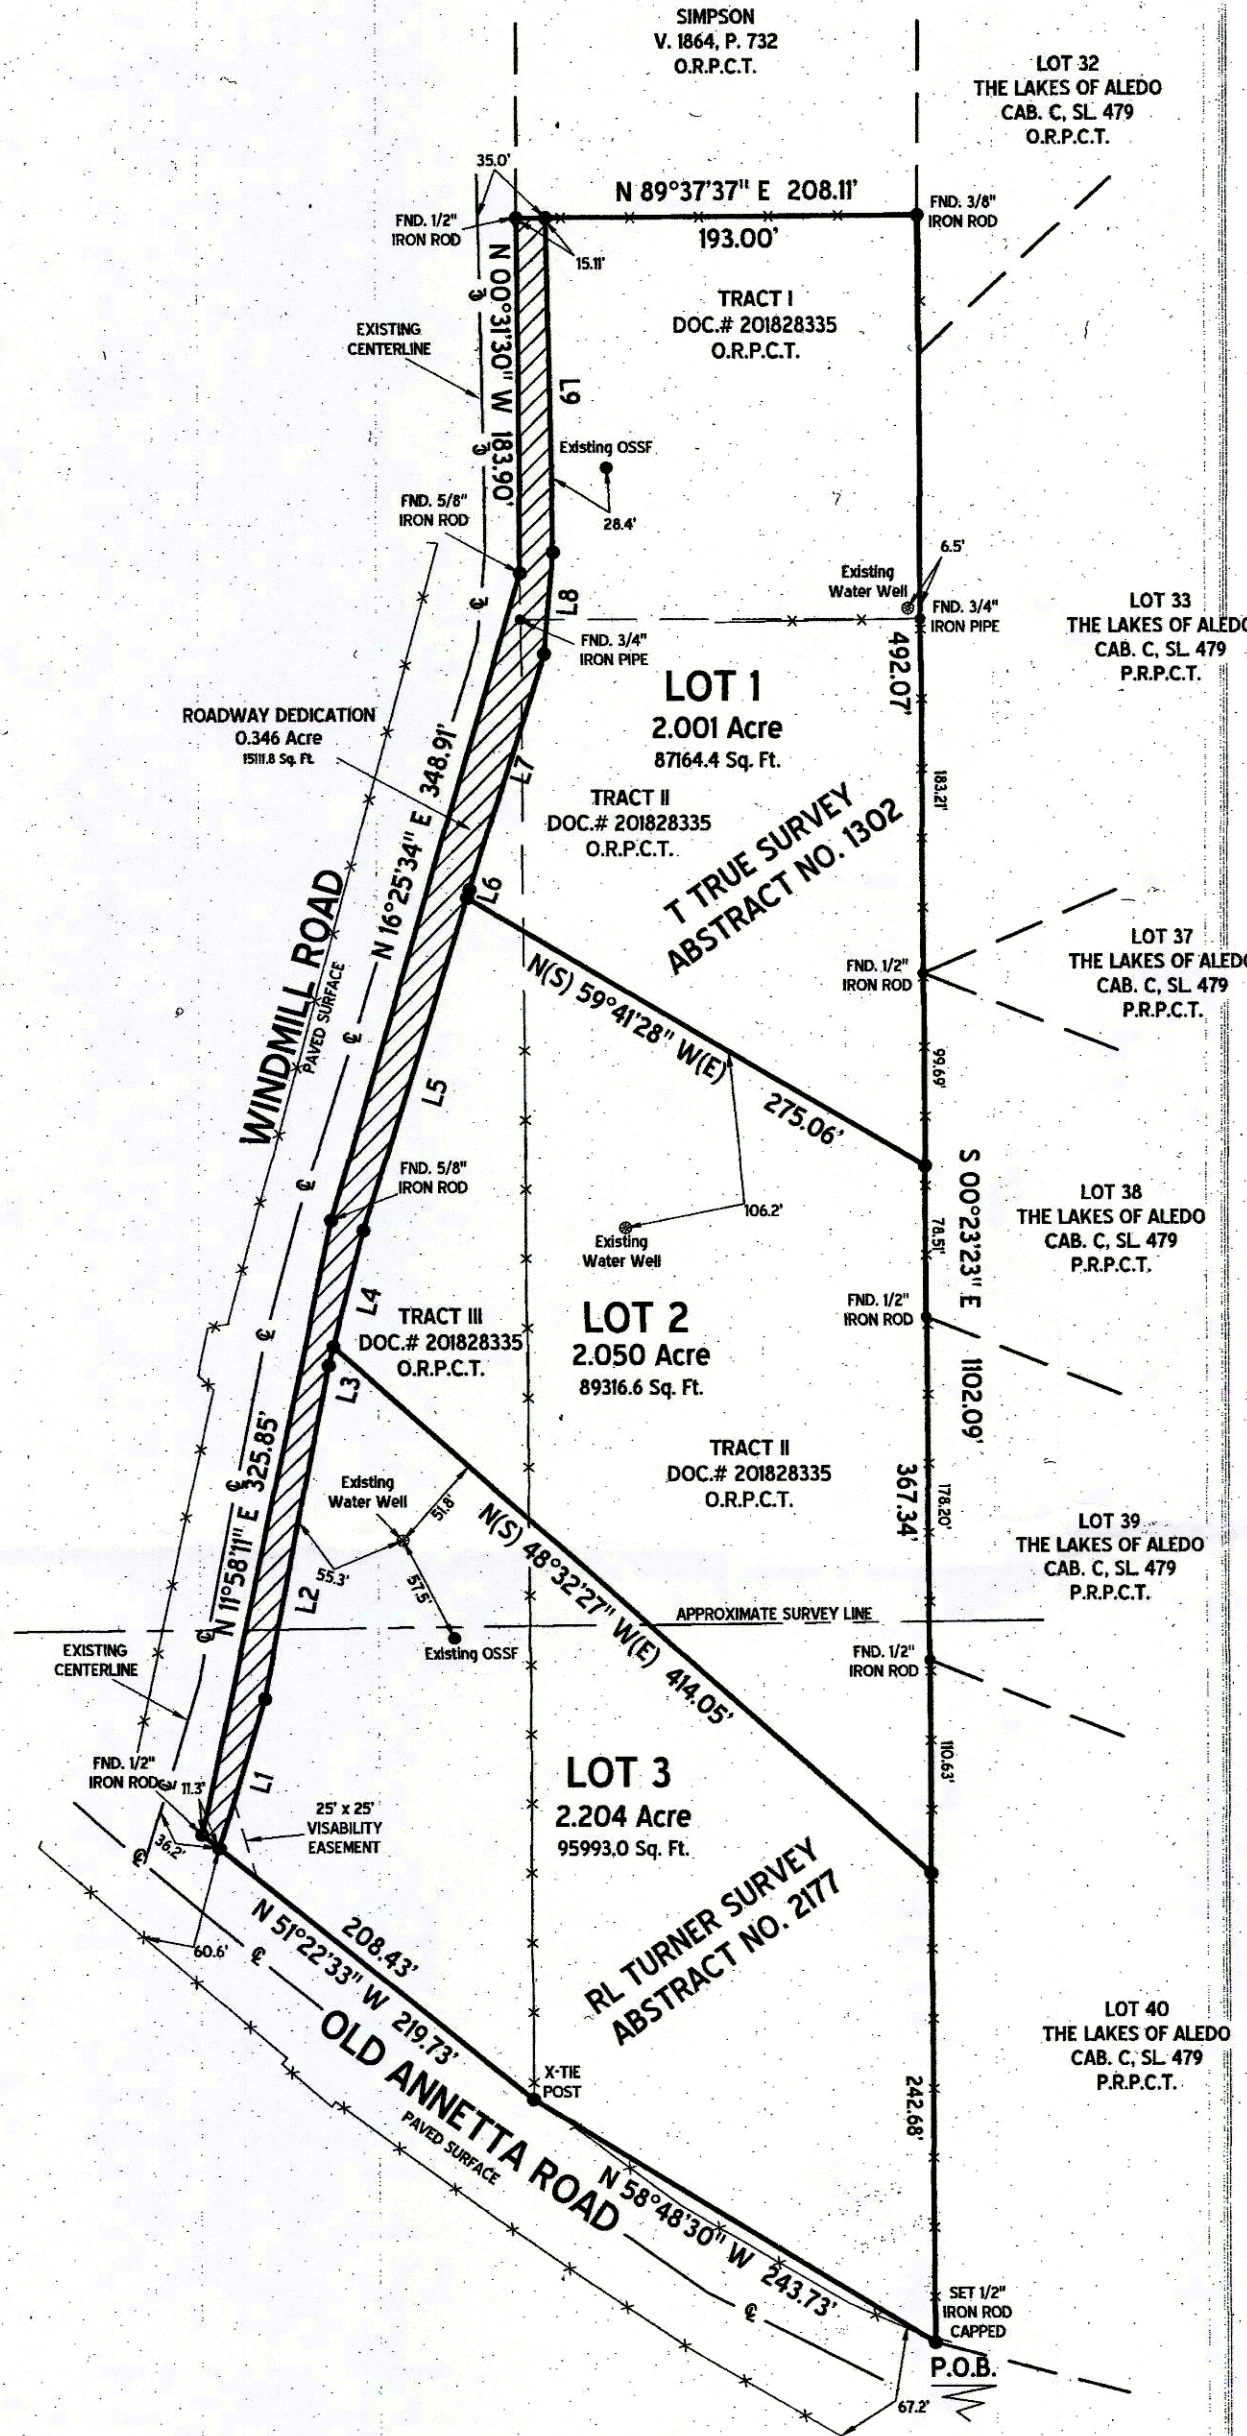 SIMPSON
V. 1864, P. 732
O.R.P.C.T.
LOT 32
THE LAKES OF ALEDO
CAB. C, SL. 479
O.R.P.C.T.
35.0'
N 89°37'37" E 208.11'
193.00'
FND. 1/2"
IRON ROD
FND. 3/8"
IRON ROD
15.11'
N 00°31'30" W 183.90'
TRACT I
DOC.# 201828335
O.R.P.C.T.
EXISTING
CENTERLINE
L9
Existing OSSF
28.4'
FND. 5/8"
IRON ROD
6.5'
Existing
Water Well
L8
FND. 3/4"
IRON PIPE
FND. 3/4"
IRON PIPE
LOT 33
THE LAKES OF ALEDO
CAB. C, SL. 479
P.R.P.C.T.
492.07'
LOT 1
2.001 Acre
87164.4 Sq. Ft.
ROADWAY DEDICATION
0.346 Acre
15111.8 Sq. Ft.
L7
N 16°25'34" E 348.91'
183.21'
TRACT II
DOC.# 201828335
O.R.P.C.T.
T TRUE SURVEY
ABSTRACT NO. 1302
L6
WINDMILL ROAD
PAVED SURFACE
N(S) 59°41'28" W(E) 275.06'
FND. 1/2"
IRON ROD
LOT 37
THE LAKES OF ALEDO
CAB. C, SL. 479
P.R.P.C.T.
99.69'
L5
FND. 5/8"
IRON ROD
106.2'
Existing
Water Well
S 00°23'23" E 1102.09'
78.51'
LOT 38
THE LAKES OF ALEDO
CAB. C, SL. 479
P.R.P.C.T.
L4
TRACT III
DOC.# 201828335
O.R.P.C.T.
LOT 2
2.050 Acre
89316.6 Sq. Ft.
FND. 1/2"
IRON ROD
L3
N 11°58'11" E 325.85'
TRACT II
DOC.# 201828335
O.R.P.C.T.
367.34'
178.20'
Existing
Water Well
51.8'
N(S) 48°32'27" W(E) 414.05'
LOT 39
THE LAKES OF ALEDO
CAB. C, SL. 479
P.R.P.C.T.
55.3'
57.5'
L2
APPROXIMATE SURVEY LINE
EXISTING
CENTERLINE
Existing OSSF
FND. 1/2"
IRON ROD
110.63'
FND. 1/2"
IRON ROD
11.3'
L1
LOT 3
2.204 Acre
95993.0 Sq. Ft.
25' x 25'
VISABILITY
EASEMENT
36.2'
60.6'
208.43'
N 51°22'33" W 219.73'
RL TURNER SURVEY
ABSTRACT NO. 2177
OLD ANNETTA ROAD
PAVED SURFACE
X-TIE
POST
LOT 40
THE LAKES OF ALEDO
CAB. C, SL. 479
P.R.P.C.T.
242.68'
N 58°48'30" W 243.73'
SET 1/2"
IRON ROD
CAPPED
P.O.B.
67.2'